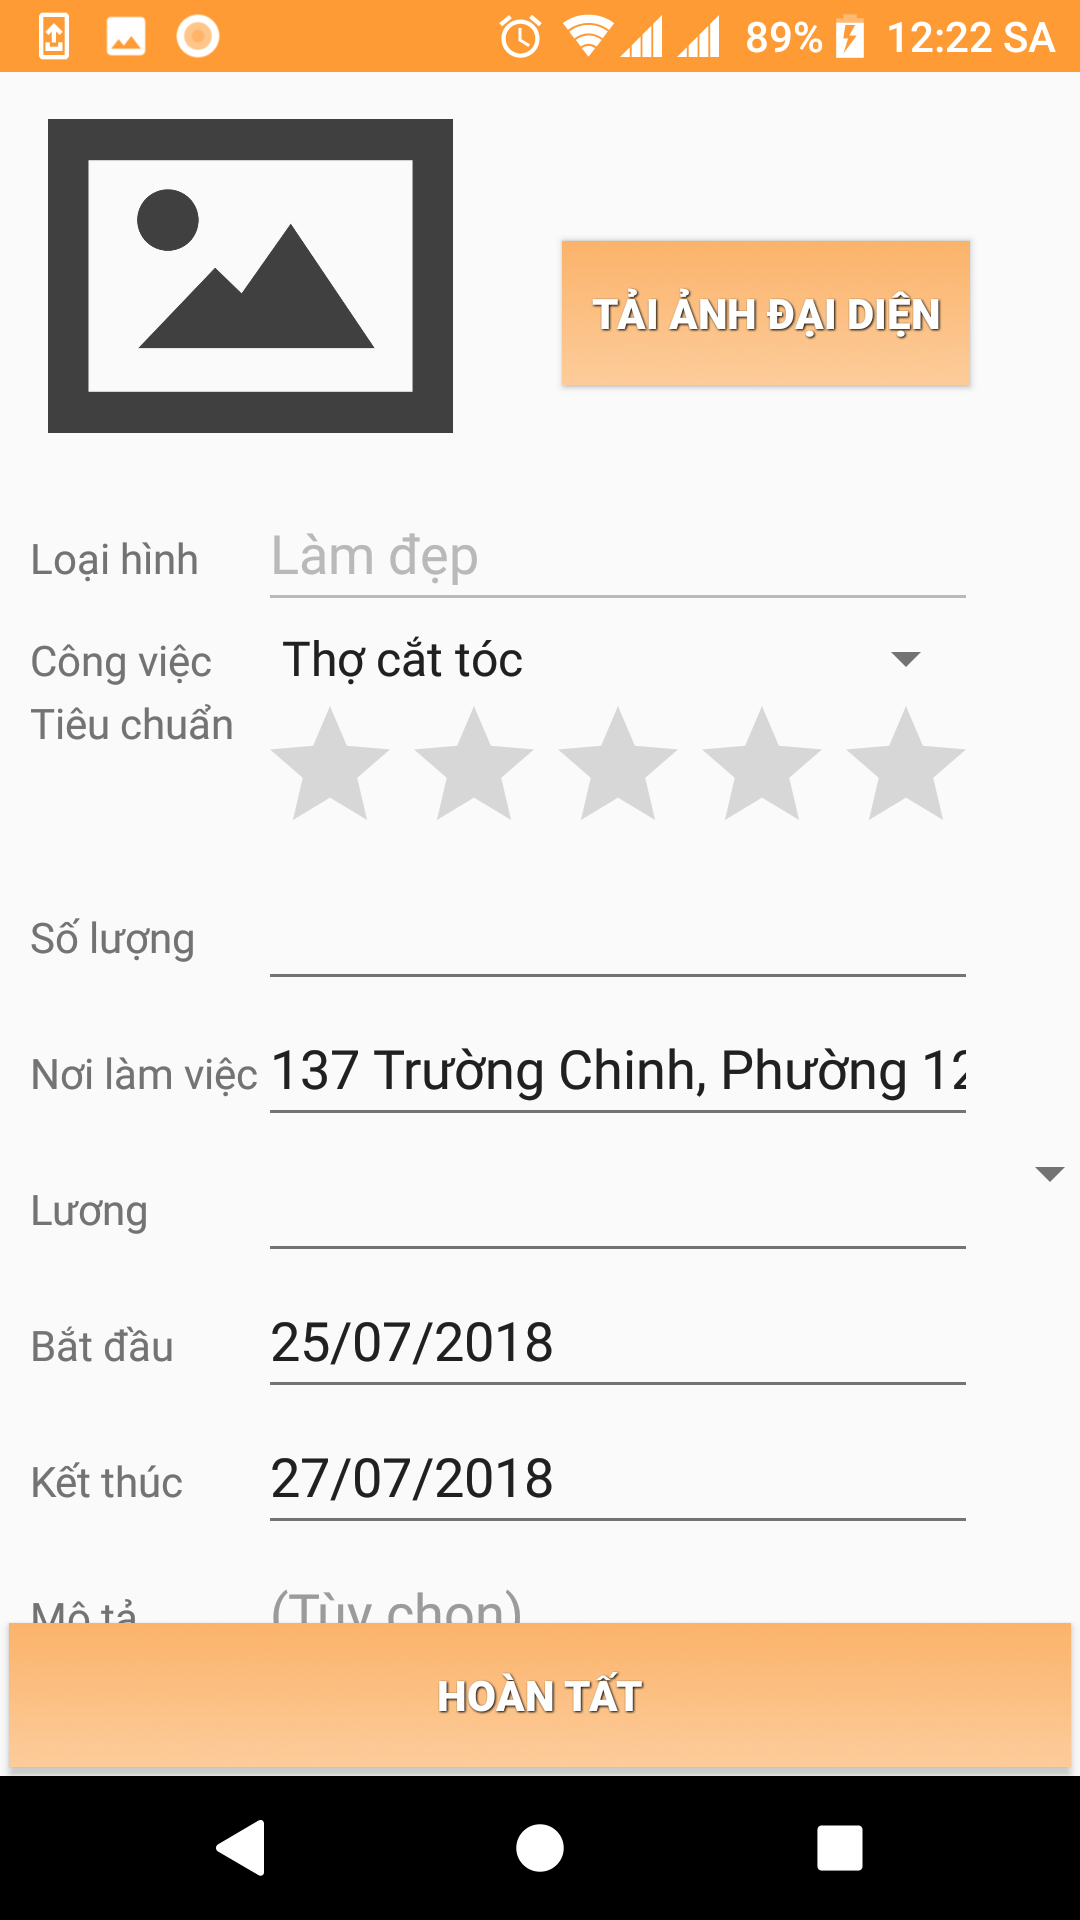 89% 12:22 SA
TẢI ẢNH ĐẠI DIỆN
Loại hình Làm đẹp
Công việc Thợ cắt tóc
Tiêu chuẩn
Số lượng
Nơi làm việc 137 Trường Chinh, Phường 12
Lương
Bắt đầu 25/07/2018
Kết thúc 27/07/2018
Mô tả (Tùy chọn)
HOÀN TẤT